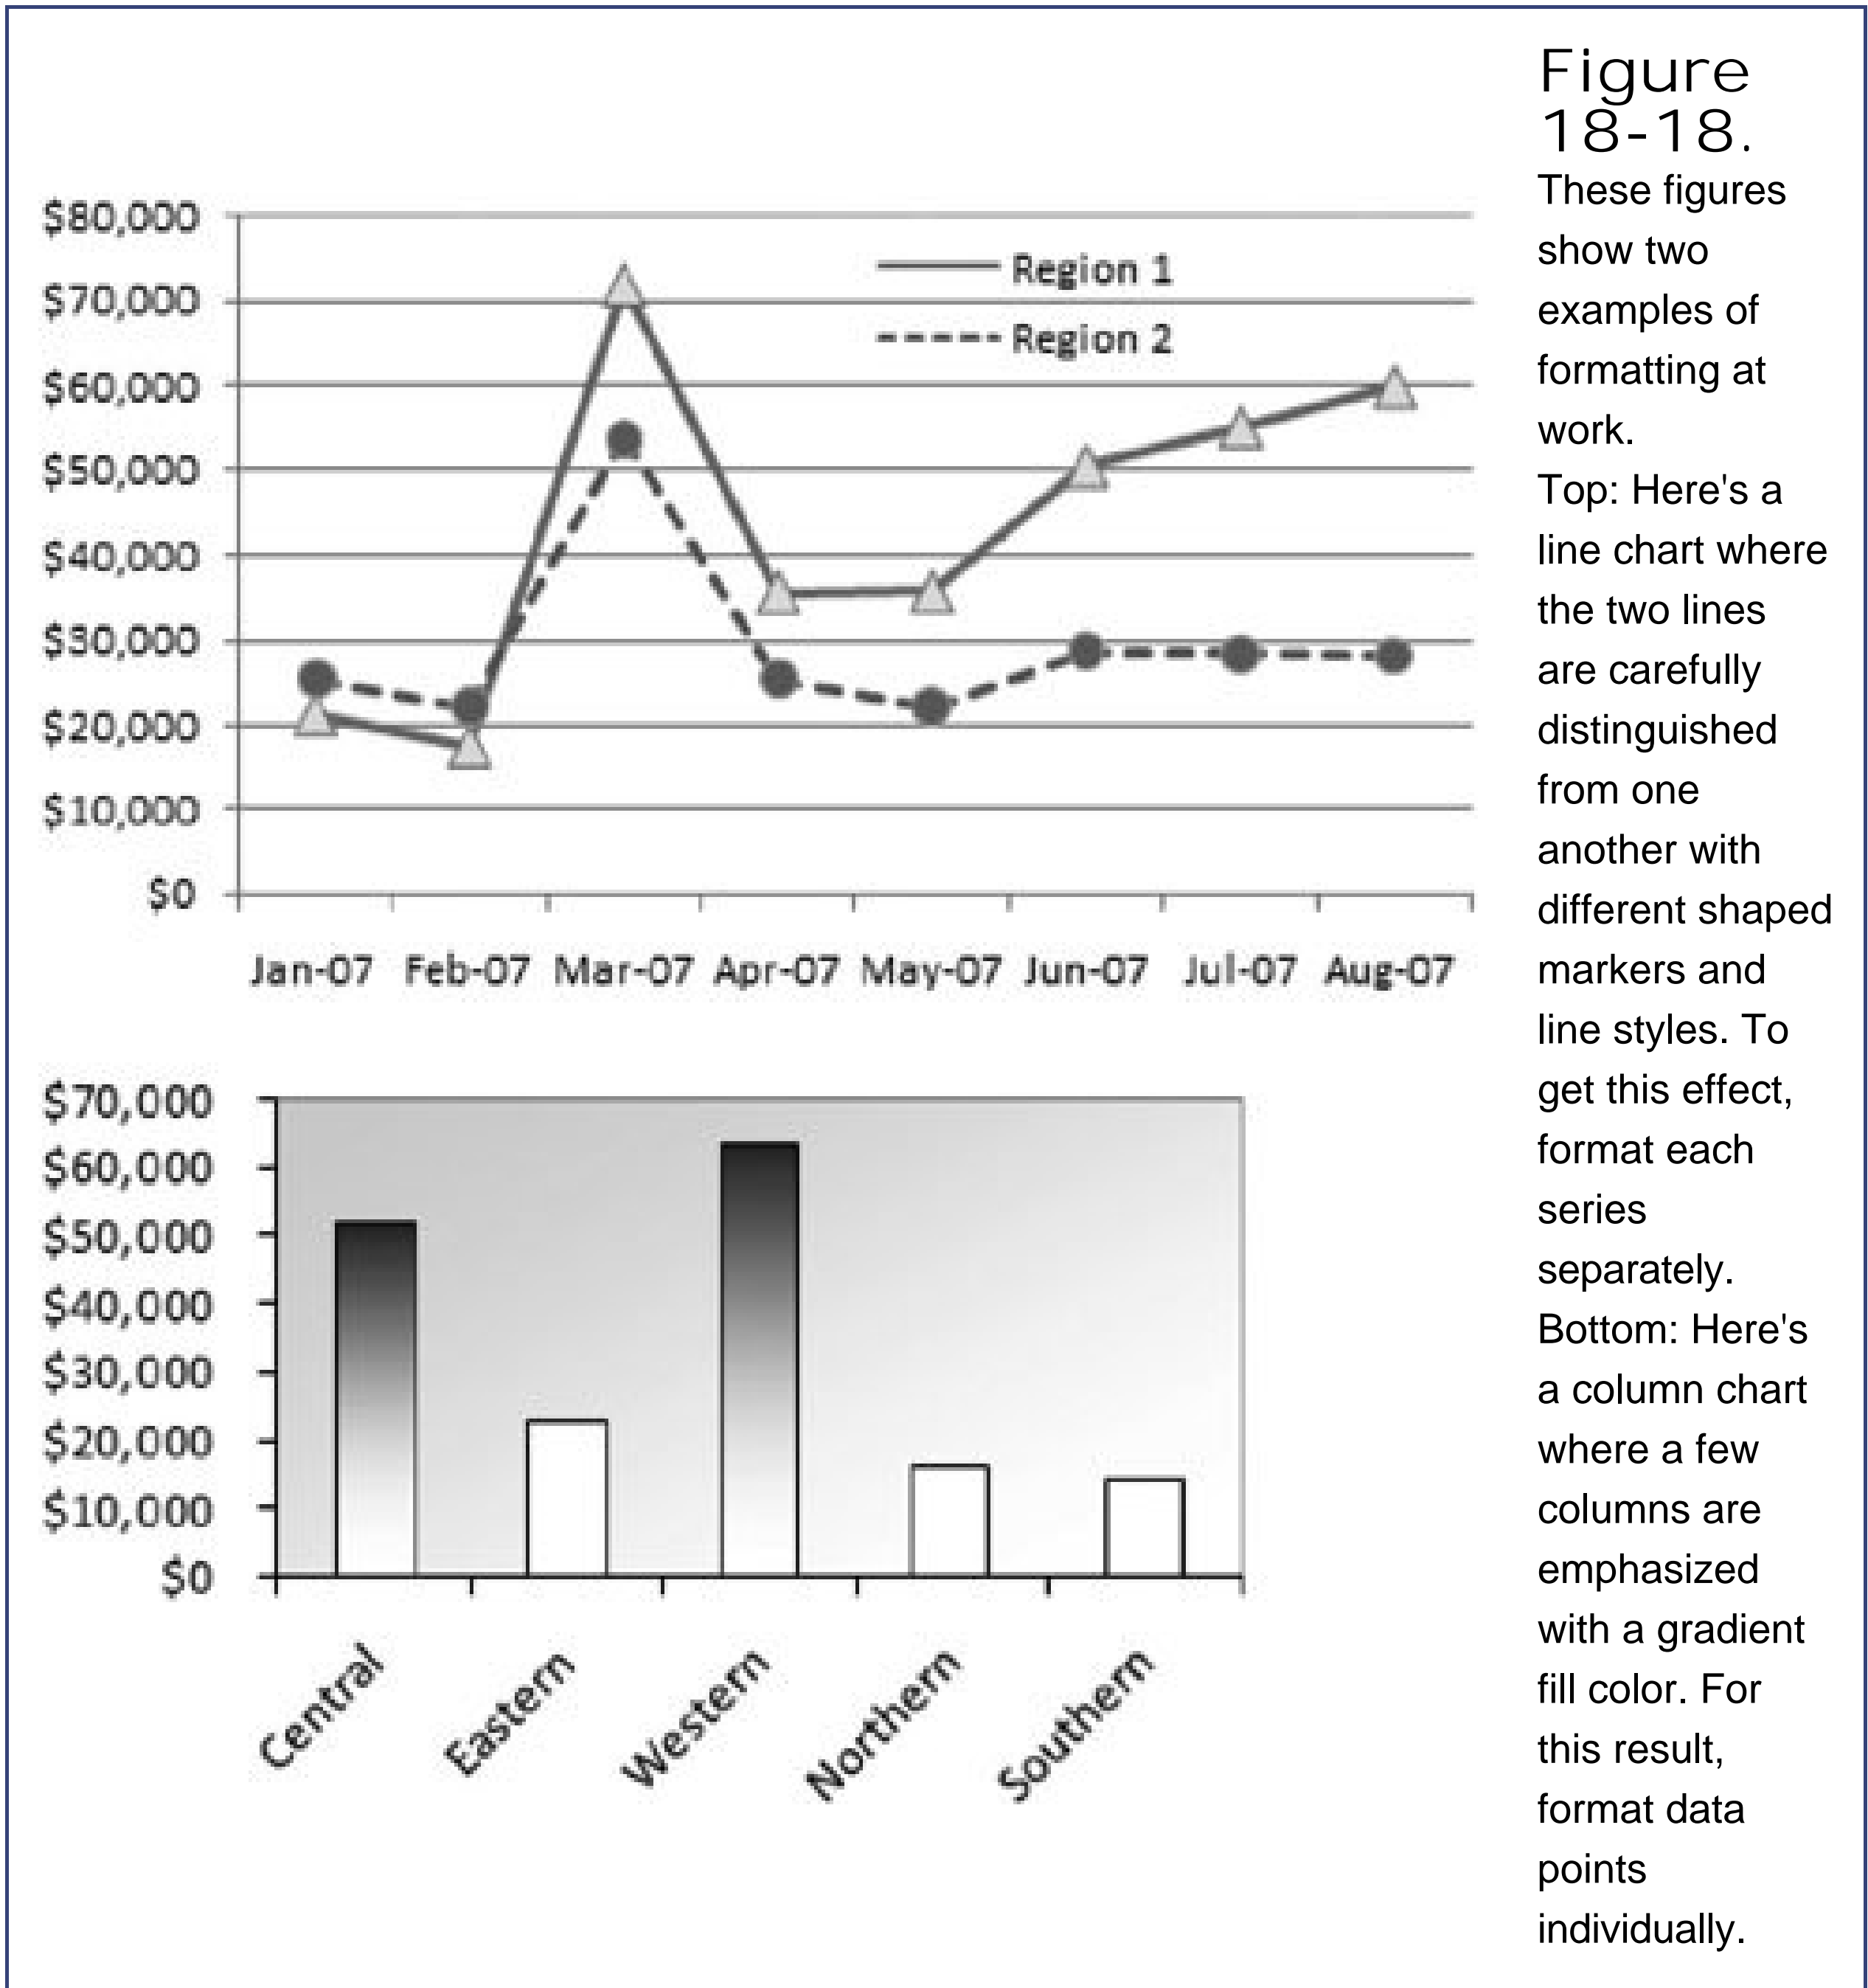 $80,000
$70,000
$60,000
$50,000
$40,000
$30,000
$20,000
$10,000
$0
Region 1
Region 2
Jan-07 Feb-07 Mar-07 Apr-07 May-07 Jun-07 Jul-07 Aug-07
$70,000
$60,000
$50,000
$40,000
$30,000
$20,000
$10,000
$0
Central
Eastern
Western
Northern
Southern
Figure
18-18.
These figures
show two
examples of
formatting at
work.
Top: Here's a
line chart where
the two lines
are carefully
distinguished
from one
another with
different shaped
markers and
line styles. To
get this effect,
format each
series
separately.
Bottom: Here's
a column chart
where a few
columns are
emphasized
with a gradient
fill color. For
this result,
format data
points
individually.